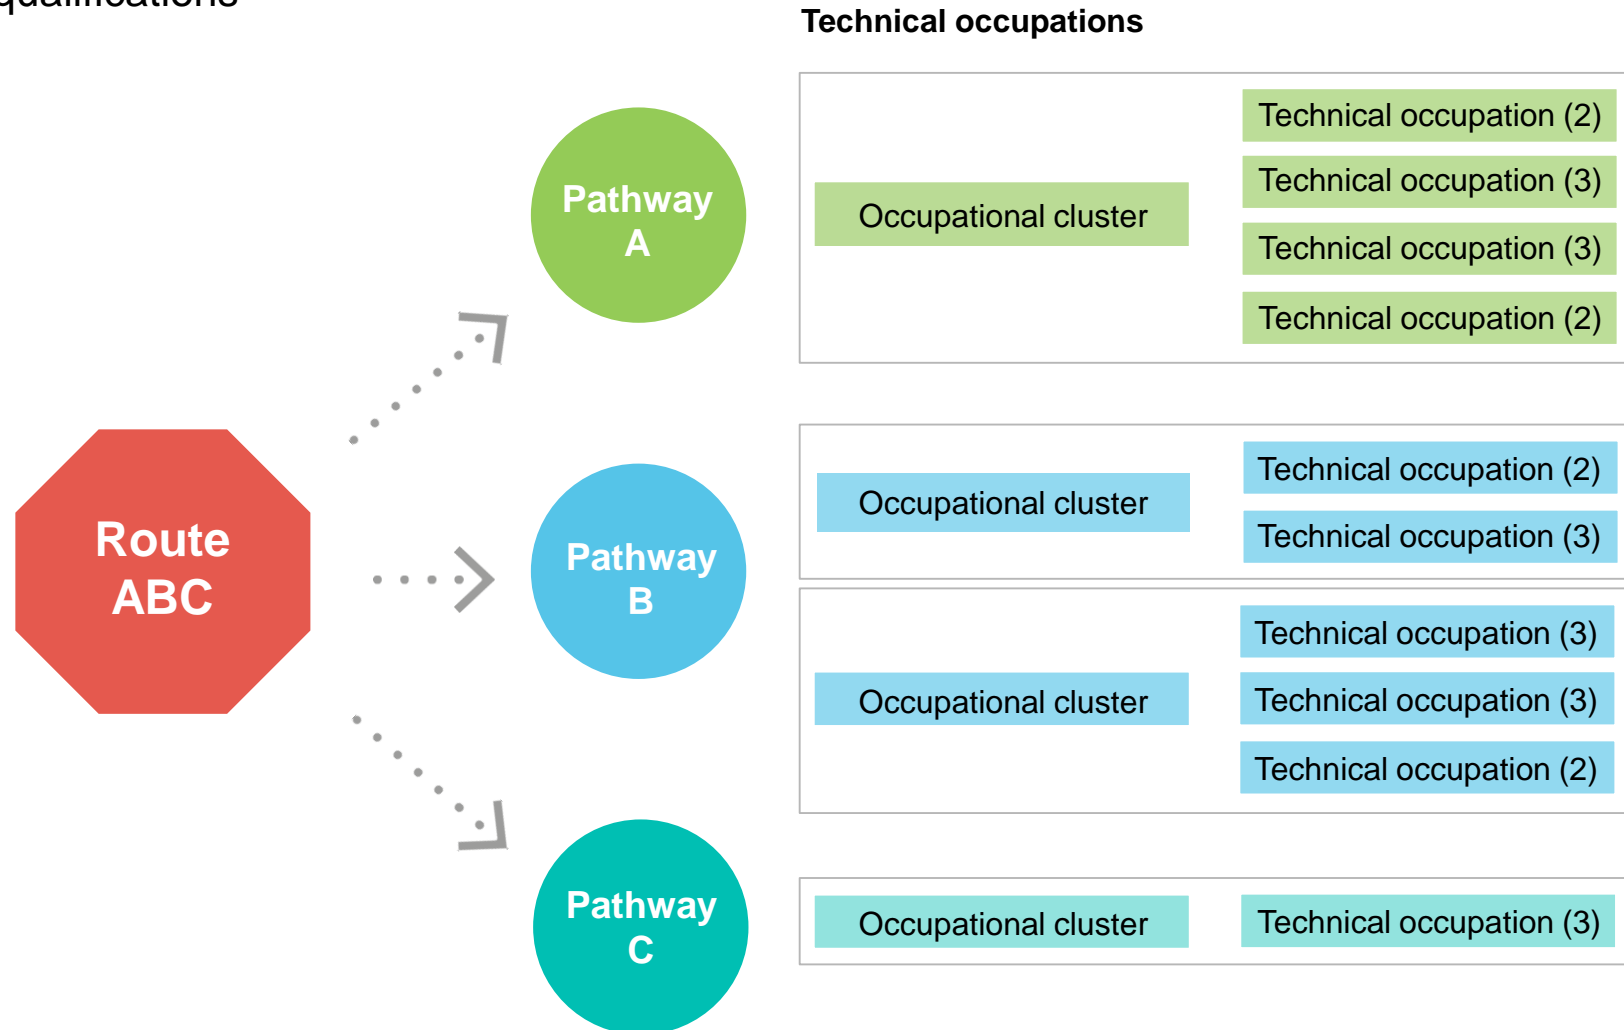 qualifications
Technical occupations
Route
ABC
Pathway
A
Occupational cluster
Technical occupation (2)
Technical occupation (3)
Technical occupation (3)
Technical occupation (2)
Pathway
B
Occupational cluster
Technical occupation (2)
Technical occupation (3)
Occupational cluster
Technical occupation (3)
Technical occupation (3)
Technical occupation (2)
Pathway
C
Occupational cluster
Technical occupation (3)